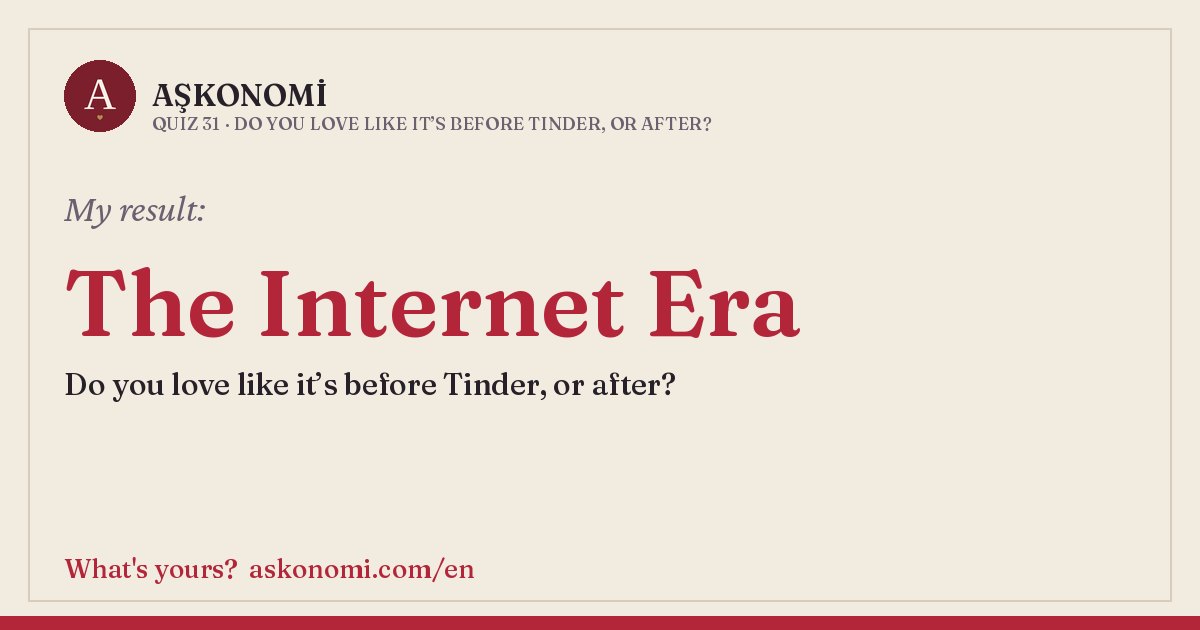 A
AŞKONOMİ
QUIZ 31 · DO YOU LOVE LIKE IT’S BEFORE TINDER, OR AFTER?
My result:
The Internet Era
Do you love like it’s before Tinder, or after?
What's yours? askonomi.com/en